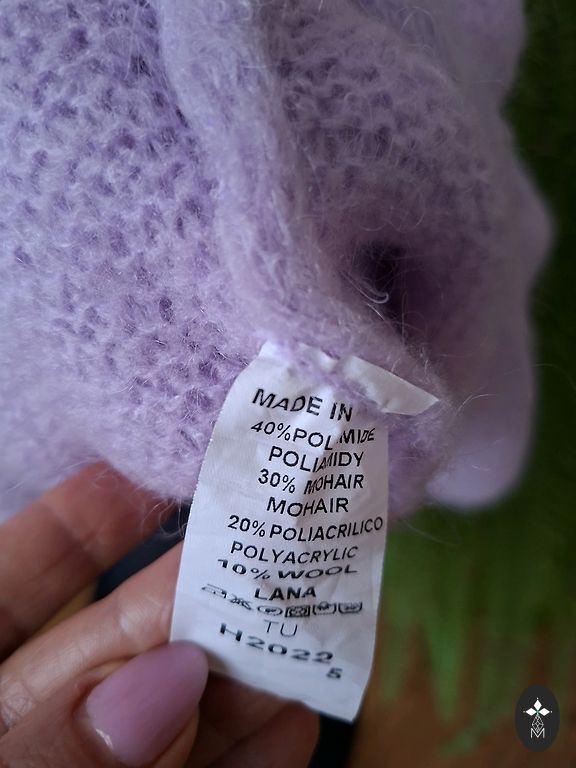 MADE IN
40%POLIMIDE
POLIAMIDY
30% MOHAIR
MOHAIR
20%POLIACRILICO
POLYACRYLIC
10% WOOL
LANA
TU
H2022
5
M